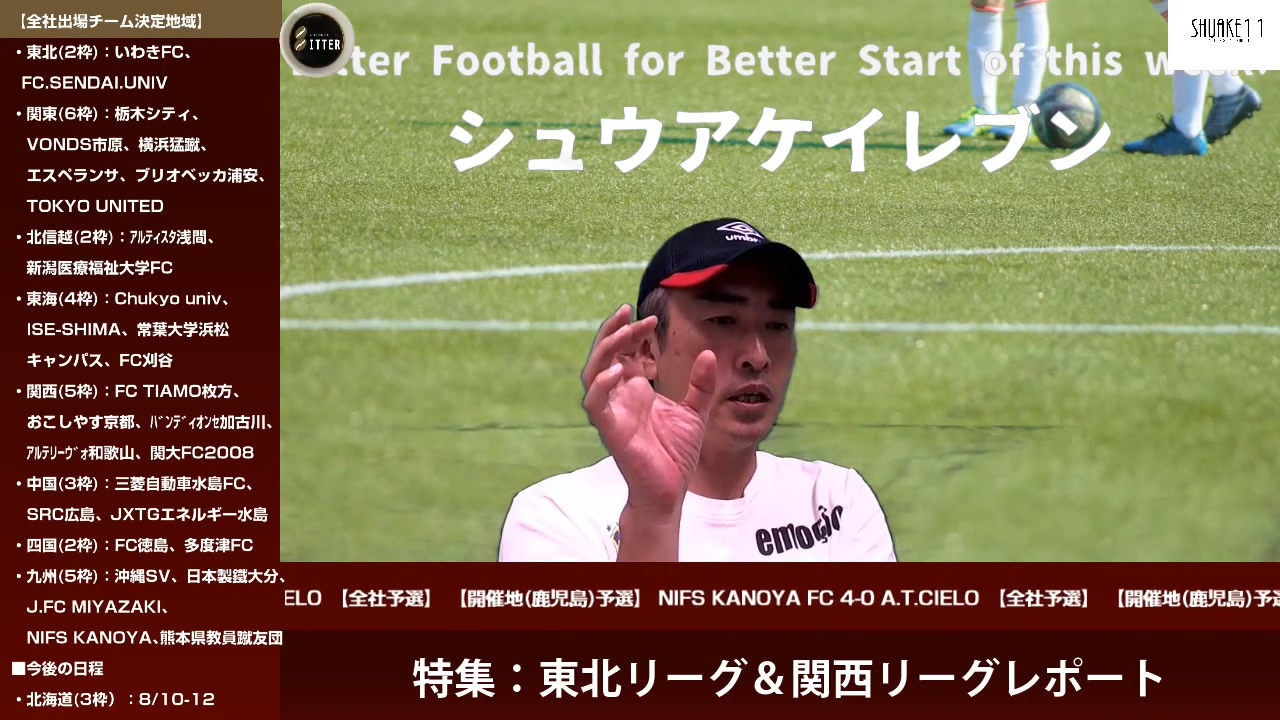 【全社出場チーム決定地域】
・東北(2枠)：いわきFC、
FC.SENDAI.UNIV
・関東(6枠)：栃木シティ、
VONDS市原、横浜猛蹴、
エスペランサ、ブリオベッカ浦安、
TOKYO UNITED
・北信越(2枠)：ｱﾙﾃｨｽﾀ浅間、
新潟医療福祉大学FC
・東海(4枠)：Chukyo univ、
ISE-SHIMA、常葉大学浜松
キャンパス、FC刈谷
・関西(5枠)：FC TIAMO枚方、
おこしやす京都、ﾊﾞﾝﾃﾞｨｵﾝｾ加古川、
ｱﾙﾃﾘｰｳﾞｫ和歌山、関大FC2008
・中国(3枠)：三菱自動車水島FC、
SRC広島、JXTGエネルギー水島
・四国(2枠)：FC徳島、多度津FC
・九州(5枠)：沖縄SV、日本製鐵大分、
J.FC MIYAZAKI、
NIFS KANOYA、熊本県教員蹴友団
■今後の日程
・北海道(3枠）：8/10-12
BITTER
SHUAKE11
Football for Better Start of this
シュウアケイレブン
umbro
emo
ELO 【全社予選】 【開催地(鹿児島)予選】 NIFS KANOYA FC 4-0 A.T.CIELO 【全社予選】 【開催地(鹿児島)予選
特集：東北リーグ＆関西リーグレポート